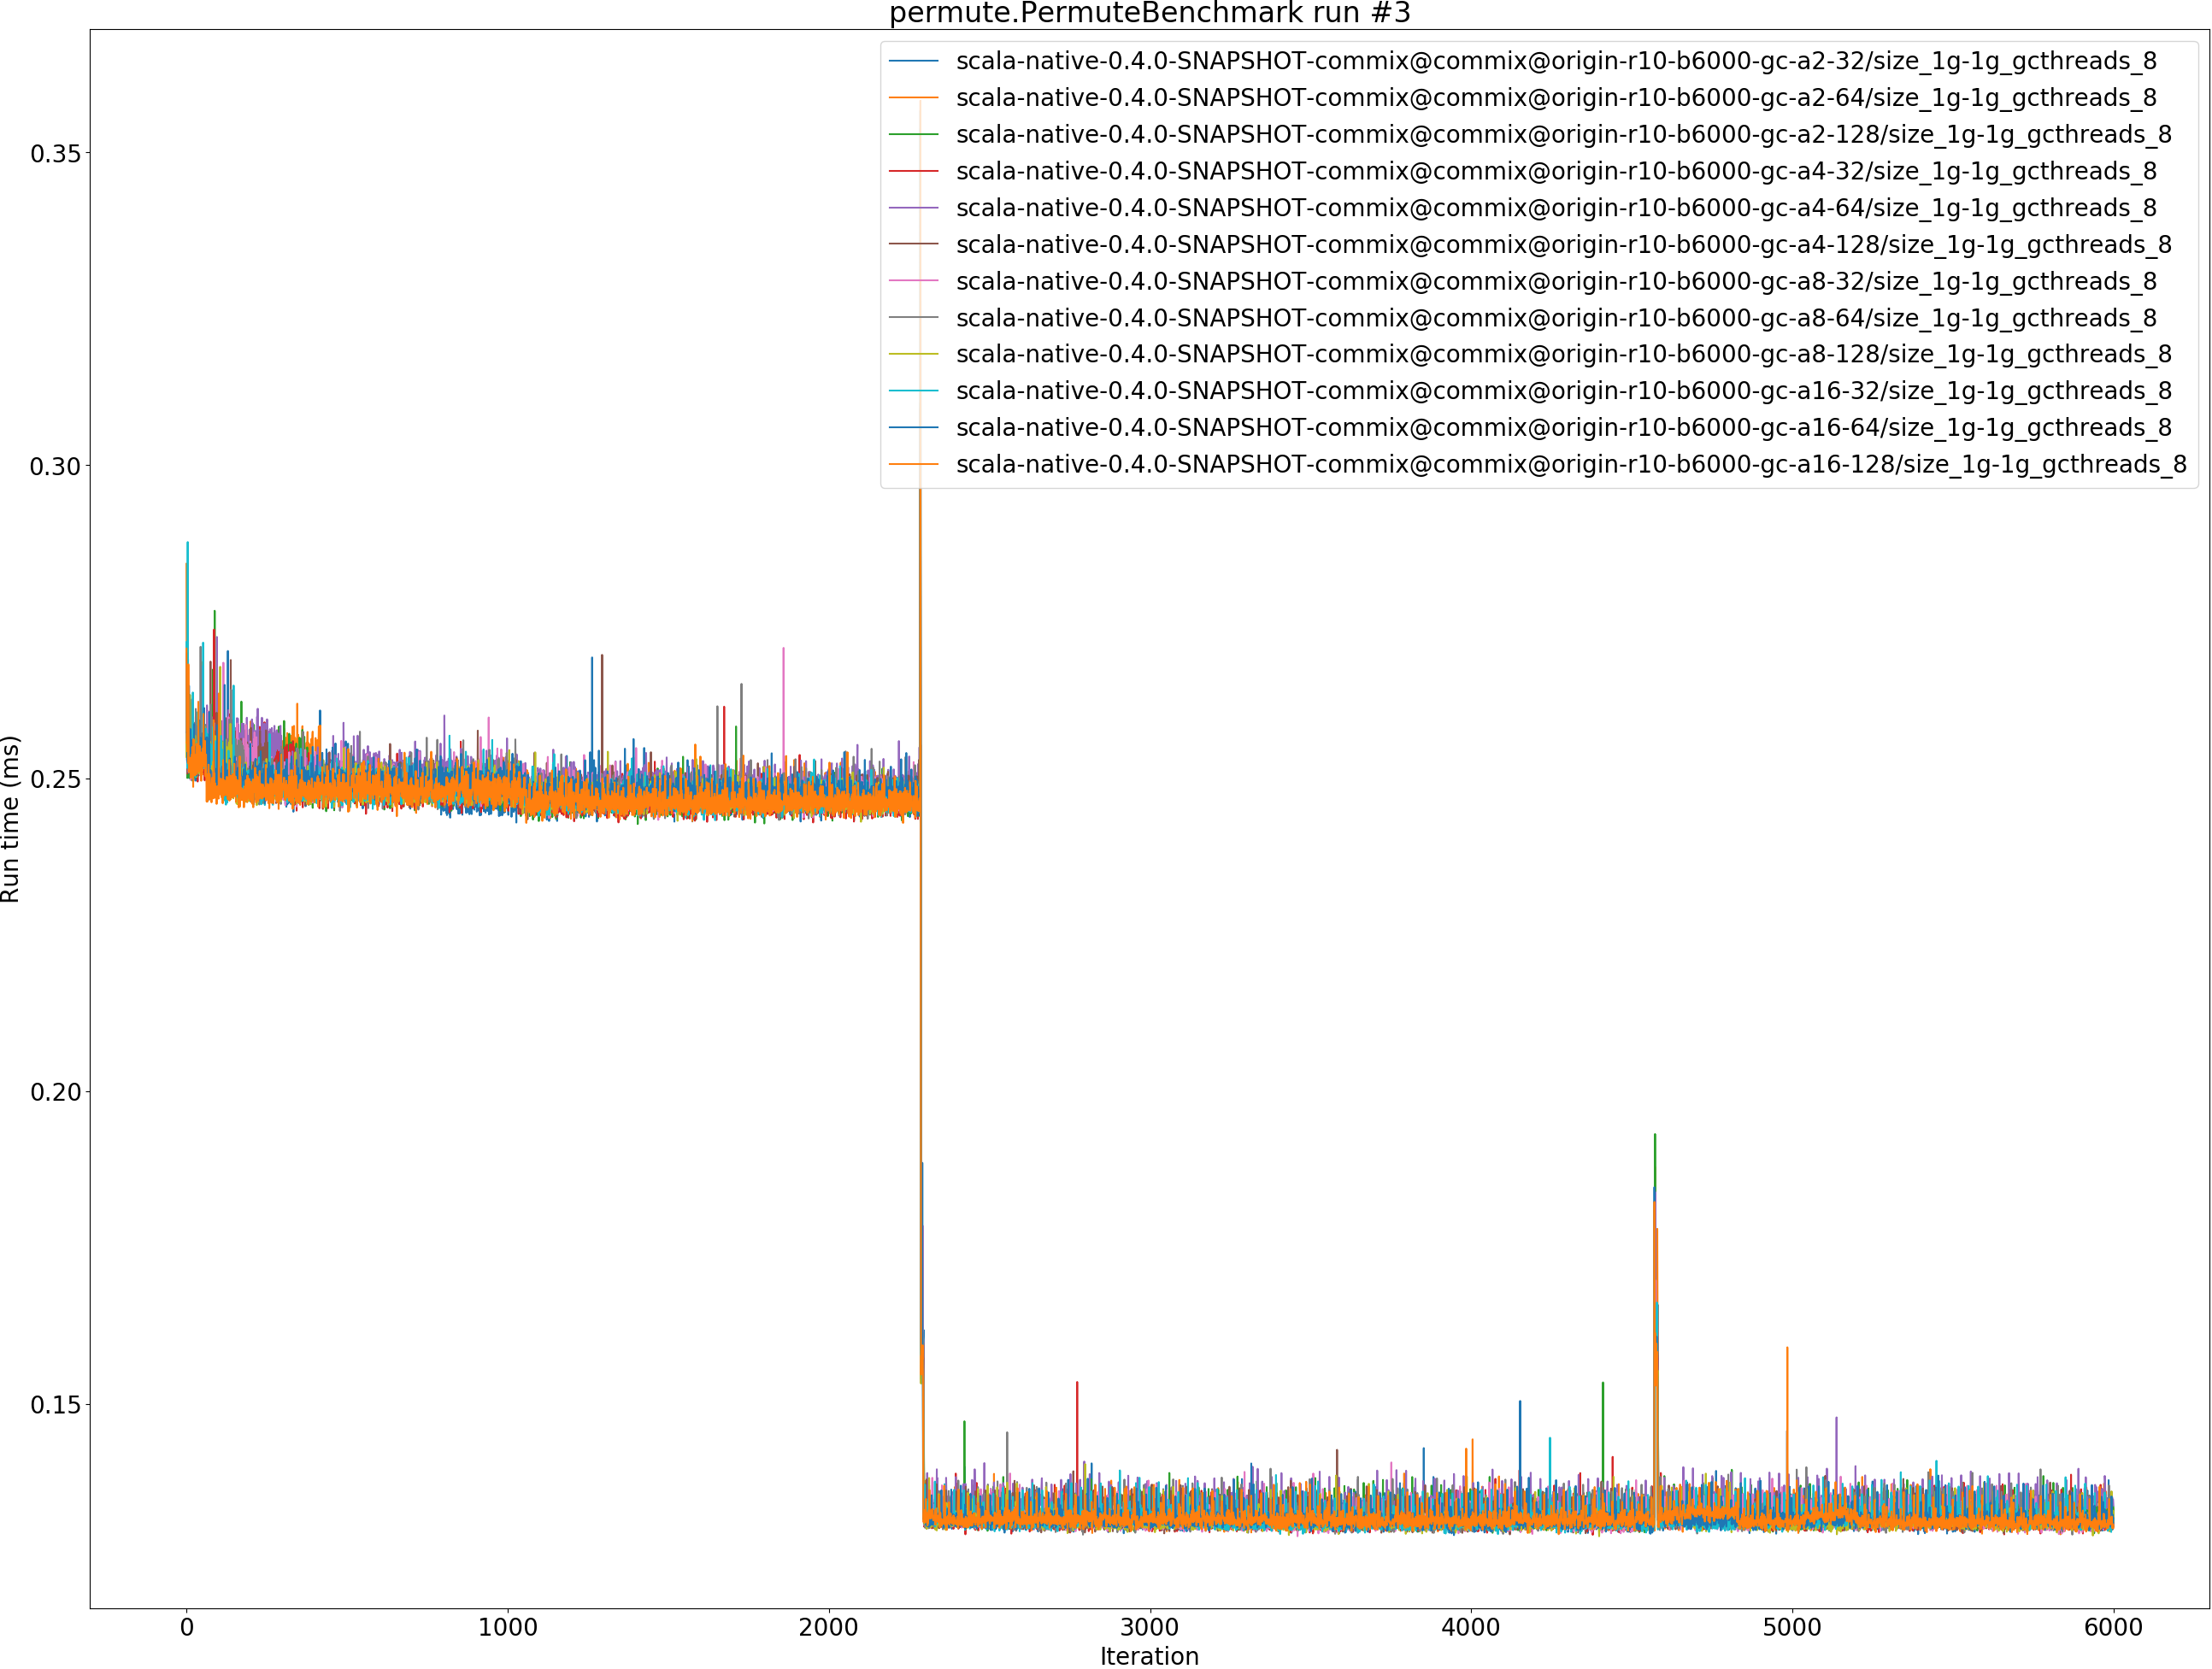 permute.PermuteBenchmark run #3
scala-native-0.4.0-SNAPSHOT-commix@commix@origin-r10-b6000-gc-a2-32/size_1g-1g_gcthreads_8
scala-native-0.4.0-SNAPSHOT-commix@commix@origin-r10-b6000-gc-a2-64/size_1g-1g_gcthreads_8
scala-native-0.4.0-SNAPSHOT-commix@commix@origin-r10-b6000-gc-a2-128/size_1g-1g_gcthreads_8
scala-native-0.4.0-SNAPSHOT-commix@commix@origin-r10-b6000-gc-a4-32/size_1g-1g_gcthreads_8
scala-native-0.4.0-SNAPSHOT-commix@commix@origin-r10-b6000-gc-a4-64/size_1g-1g_gcthreads_8
scala-native-0.4.0-SNAPSHOT-commix@commix@origin-r10-b6000-gc-a4-128/size_1g-1g_gcthreads_8
scala-native-0.4.0-SNAPSHOT-commix@commix@origin-r10-b6000-gc-a8-32/size_1g-1g_gcthreads_8
scala-native-0.4.0-SNAPSHOT-commix@commix@origin-r10-b6000-gc-a8-64/size_1g-1g_gcthreads_8
scala-native-0.4.0-SNAPSHOT-commix@commix@origin-r10-b6000-gc-a8-128/size_1g-1g_gcthreads_8
scala-native-0.4.0-SNAPSHOT-commix@commix@origin-r10-b6000-gc-a16-32/size_1g-1g_gcthreads_8
scala-native-0.4.0-SNAPSHOT-commix@commix@origin-r10-b6000-gc-a16-64/size_1g-1g_gcthreads_8
scala-native-0.4.0-SNAPSHOT-commix@commix@origin-r10-b6000-gc-a16-128/size_1g-1g_gcthreads_8
0.35
0.30
0.25
0.20
0.15
Run time (ms)
0 1000 2000 3000 4000 5000 6000
Iteration